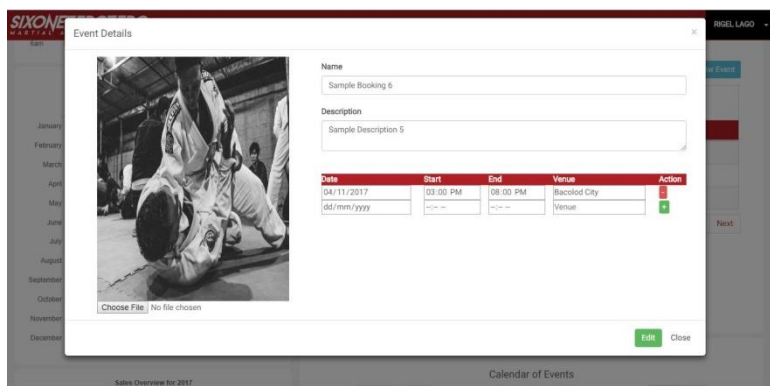 SIXONE
RIGEL LAGO
Event Details
×
6am
Name
Sample Booking 6
Description
Sample Description 5
January
February
March
April
May
June
July
August
September
October
November
December
Date Start End Venue Action
04/11/2017 03:00 PM 08:00 PM Bacolod City -
dd/mm/yyyy --:-- -- Venue +
Next
Choose File No file chosen
Edit Close
Sales Overview for 2017
Calendar of Events